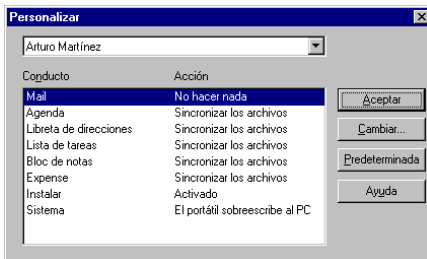 Personalizar
Arturo Martínez
Conducto Acción
Mail No hacer nada
Agenda Sincronizar los archivos
Libreta de direcciones Sincronizar los archivos
Lista de tareas Sincronizar los archivos
Bloc de notas Sincronizar los archivos
Expense Sincronizar los archivos
Instalar Activado
Sistema El portátil sobreescribe al PC
Aceptar
Cambiar...
Predeterminada
Ayuda